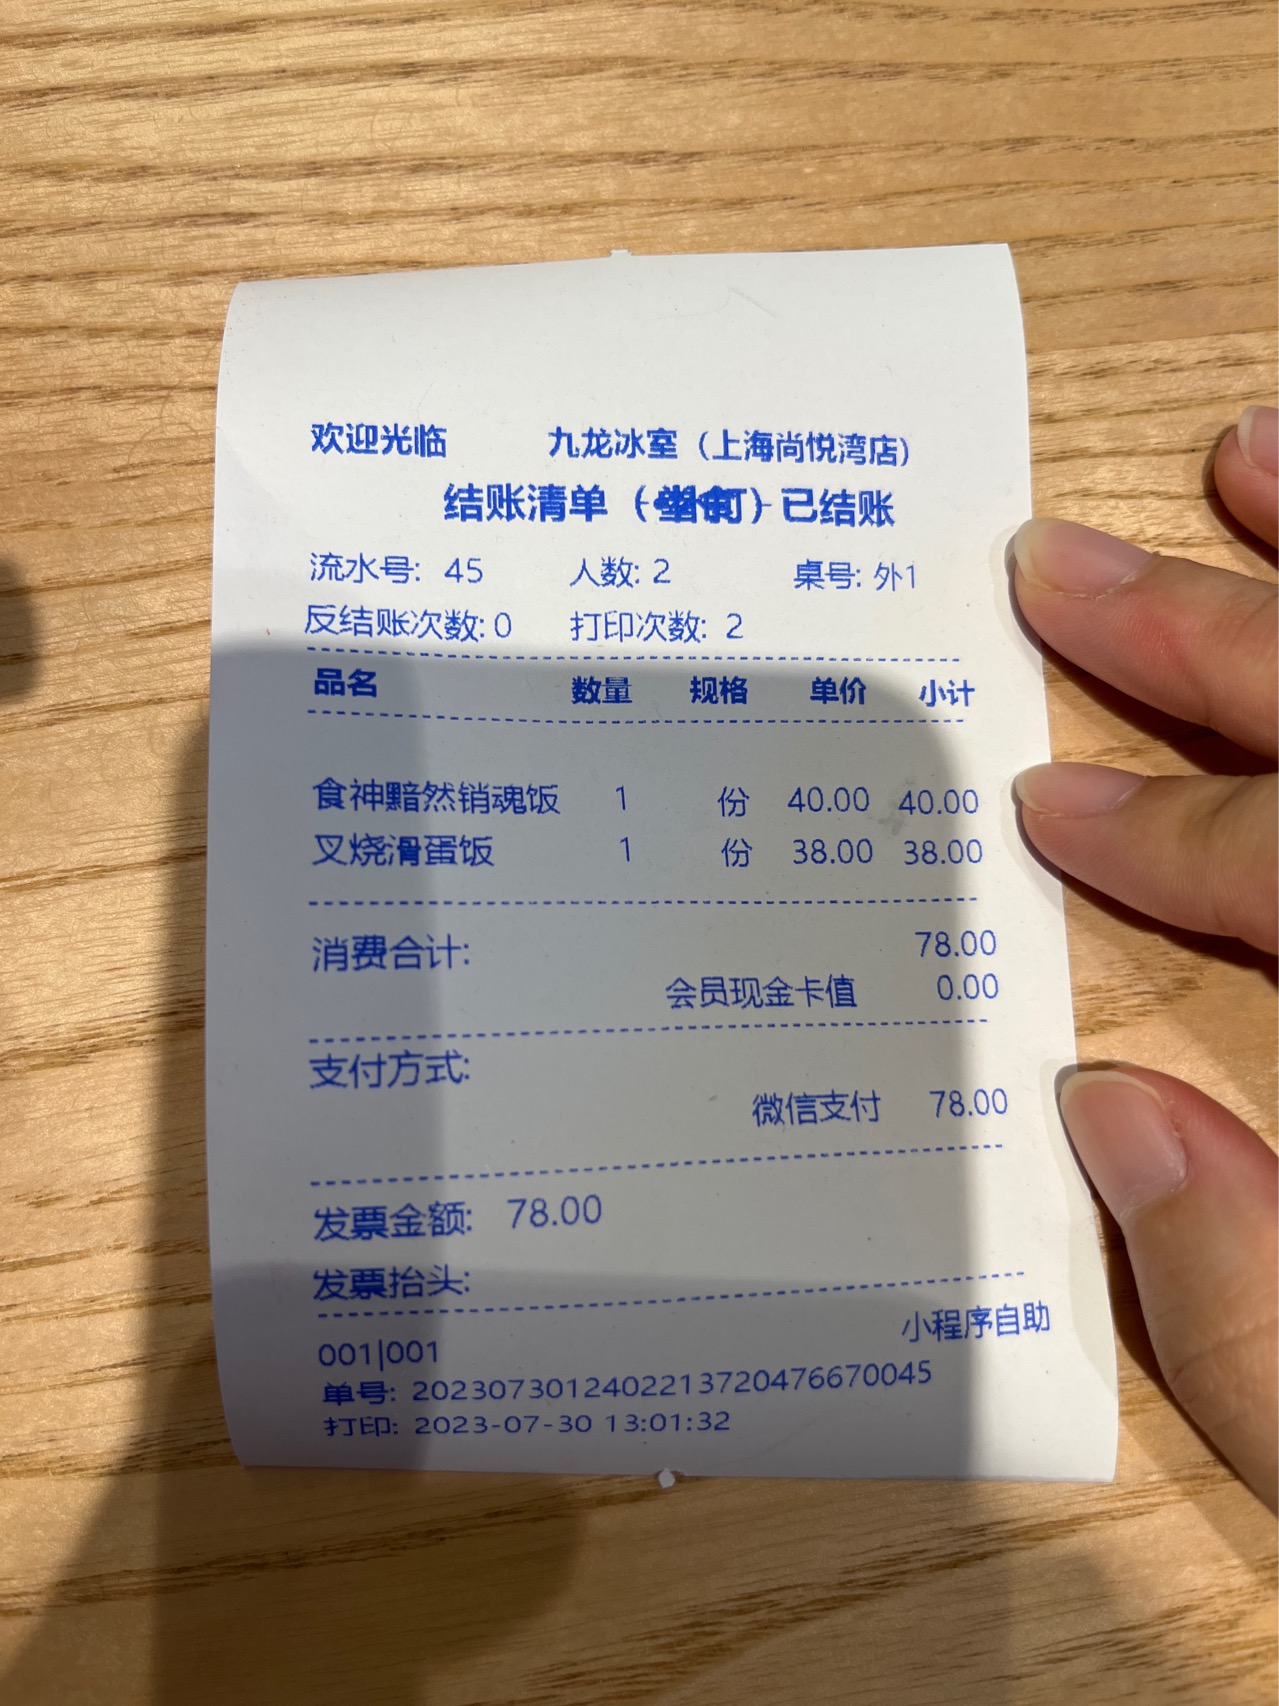 欢迎光临 九龙冰室（上海尚悦湾店）
结账清单（）已结账
流水号: 45 人数: 2 桌号: 外1
反结账次数: 0 打印次数: 2
品名 数量 规格 单价 小计
食神黯然销魂饭 1 份 40.00 40.00
叉烧滑蛋饭 1 份 38.00 38.00
消费合计: 78.00
会员现金卡值 0.00
支付方式:
微信支付 78.00
发票金额: 78.00
发票抬头:
小程序自助
001|001
单号: 20230730124022137204766​70045
打印: 2023-07-30 13:01:32